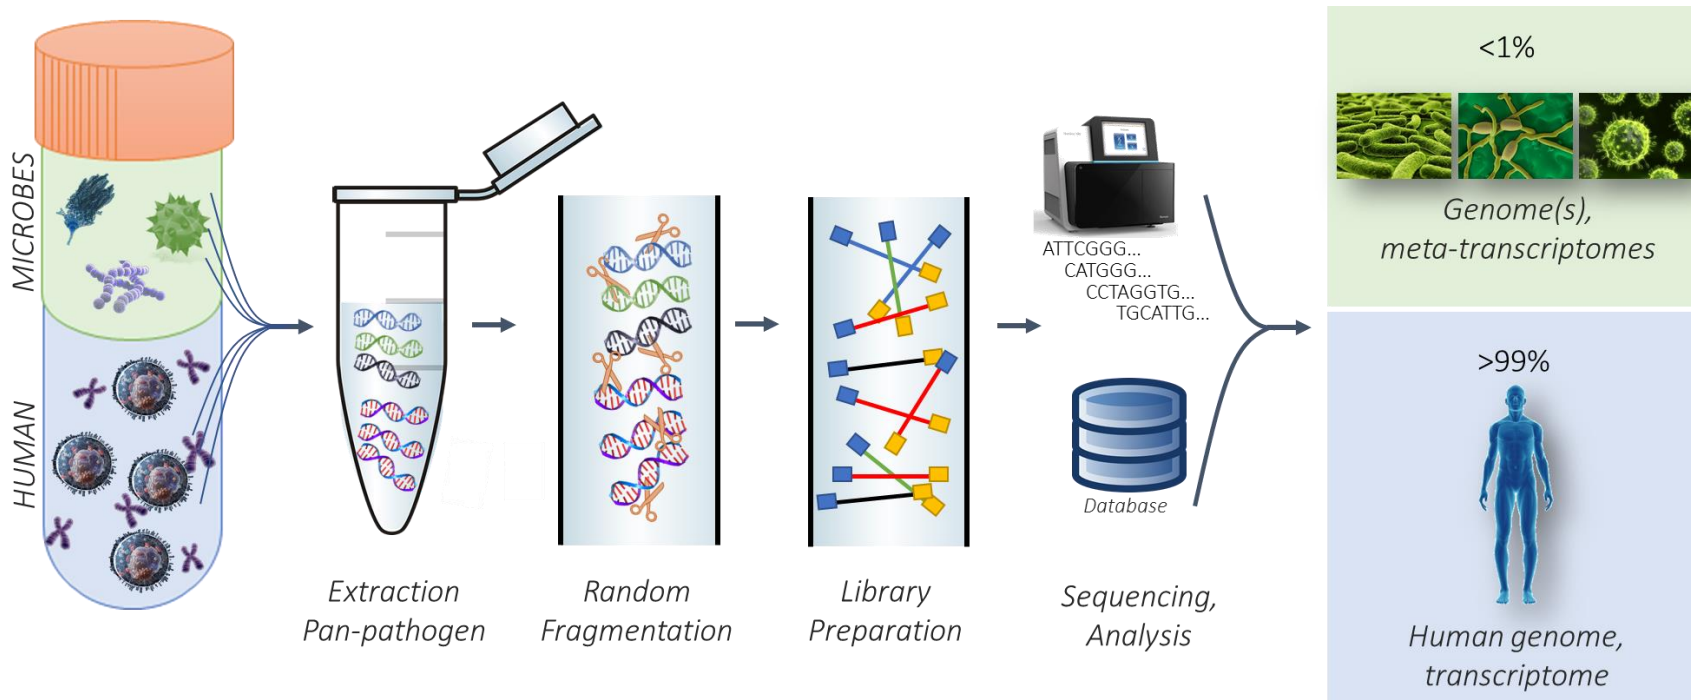 MICROBES
HUMAN
Extraction
Pan-pathogen
Random
Fragmentation
Library
Preparation
ATTCGGG...
CATGGG...
CCTAGGTG...
TGCATTG...
Database
Sequencing,
Analysis
<1%
Genome(s),
meta-transcriptomes
>99%
Human genome,
transcriptome